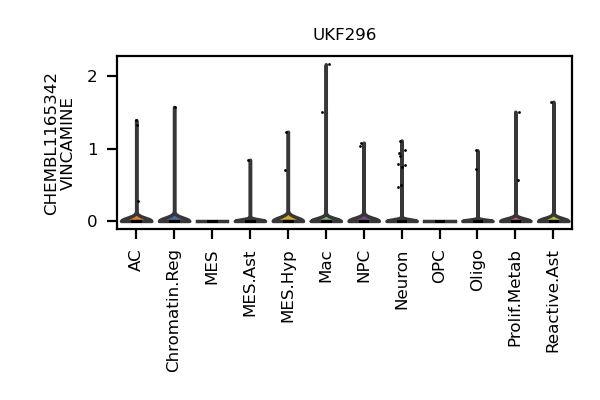 UKF296
CHEMBL1165342
VINCAMINE
2
1
0
AC
Chromatin.Reg
MES
MES.Ast
MES.Hyp
Mac
NPC
Neuron
OPC
Oligo
Prolif.Metab
Reactive.Ast